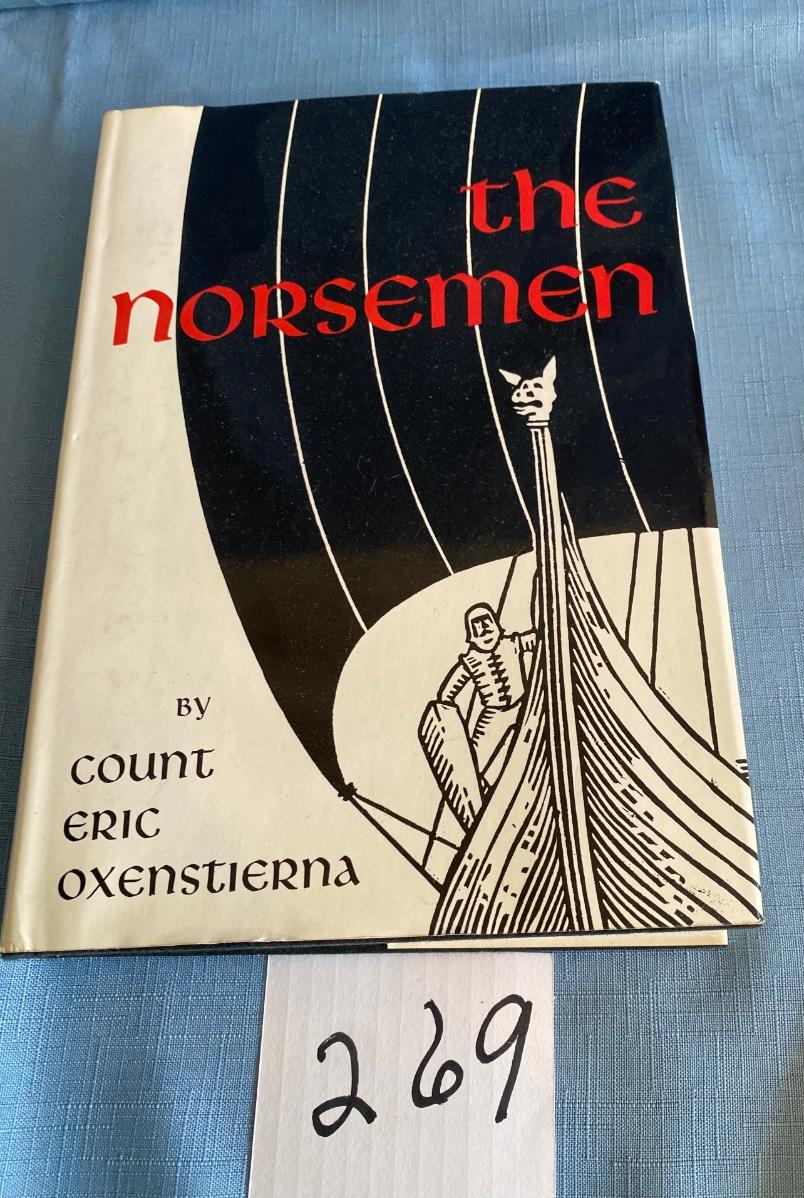 the
NORSEMEN
BY
COUNT
ERIC
OXENSTIERNA
269